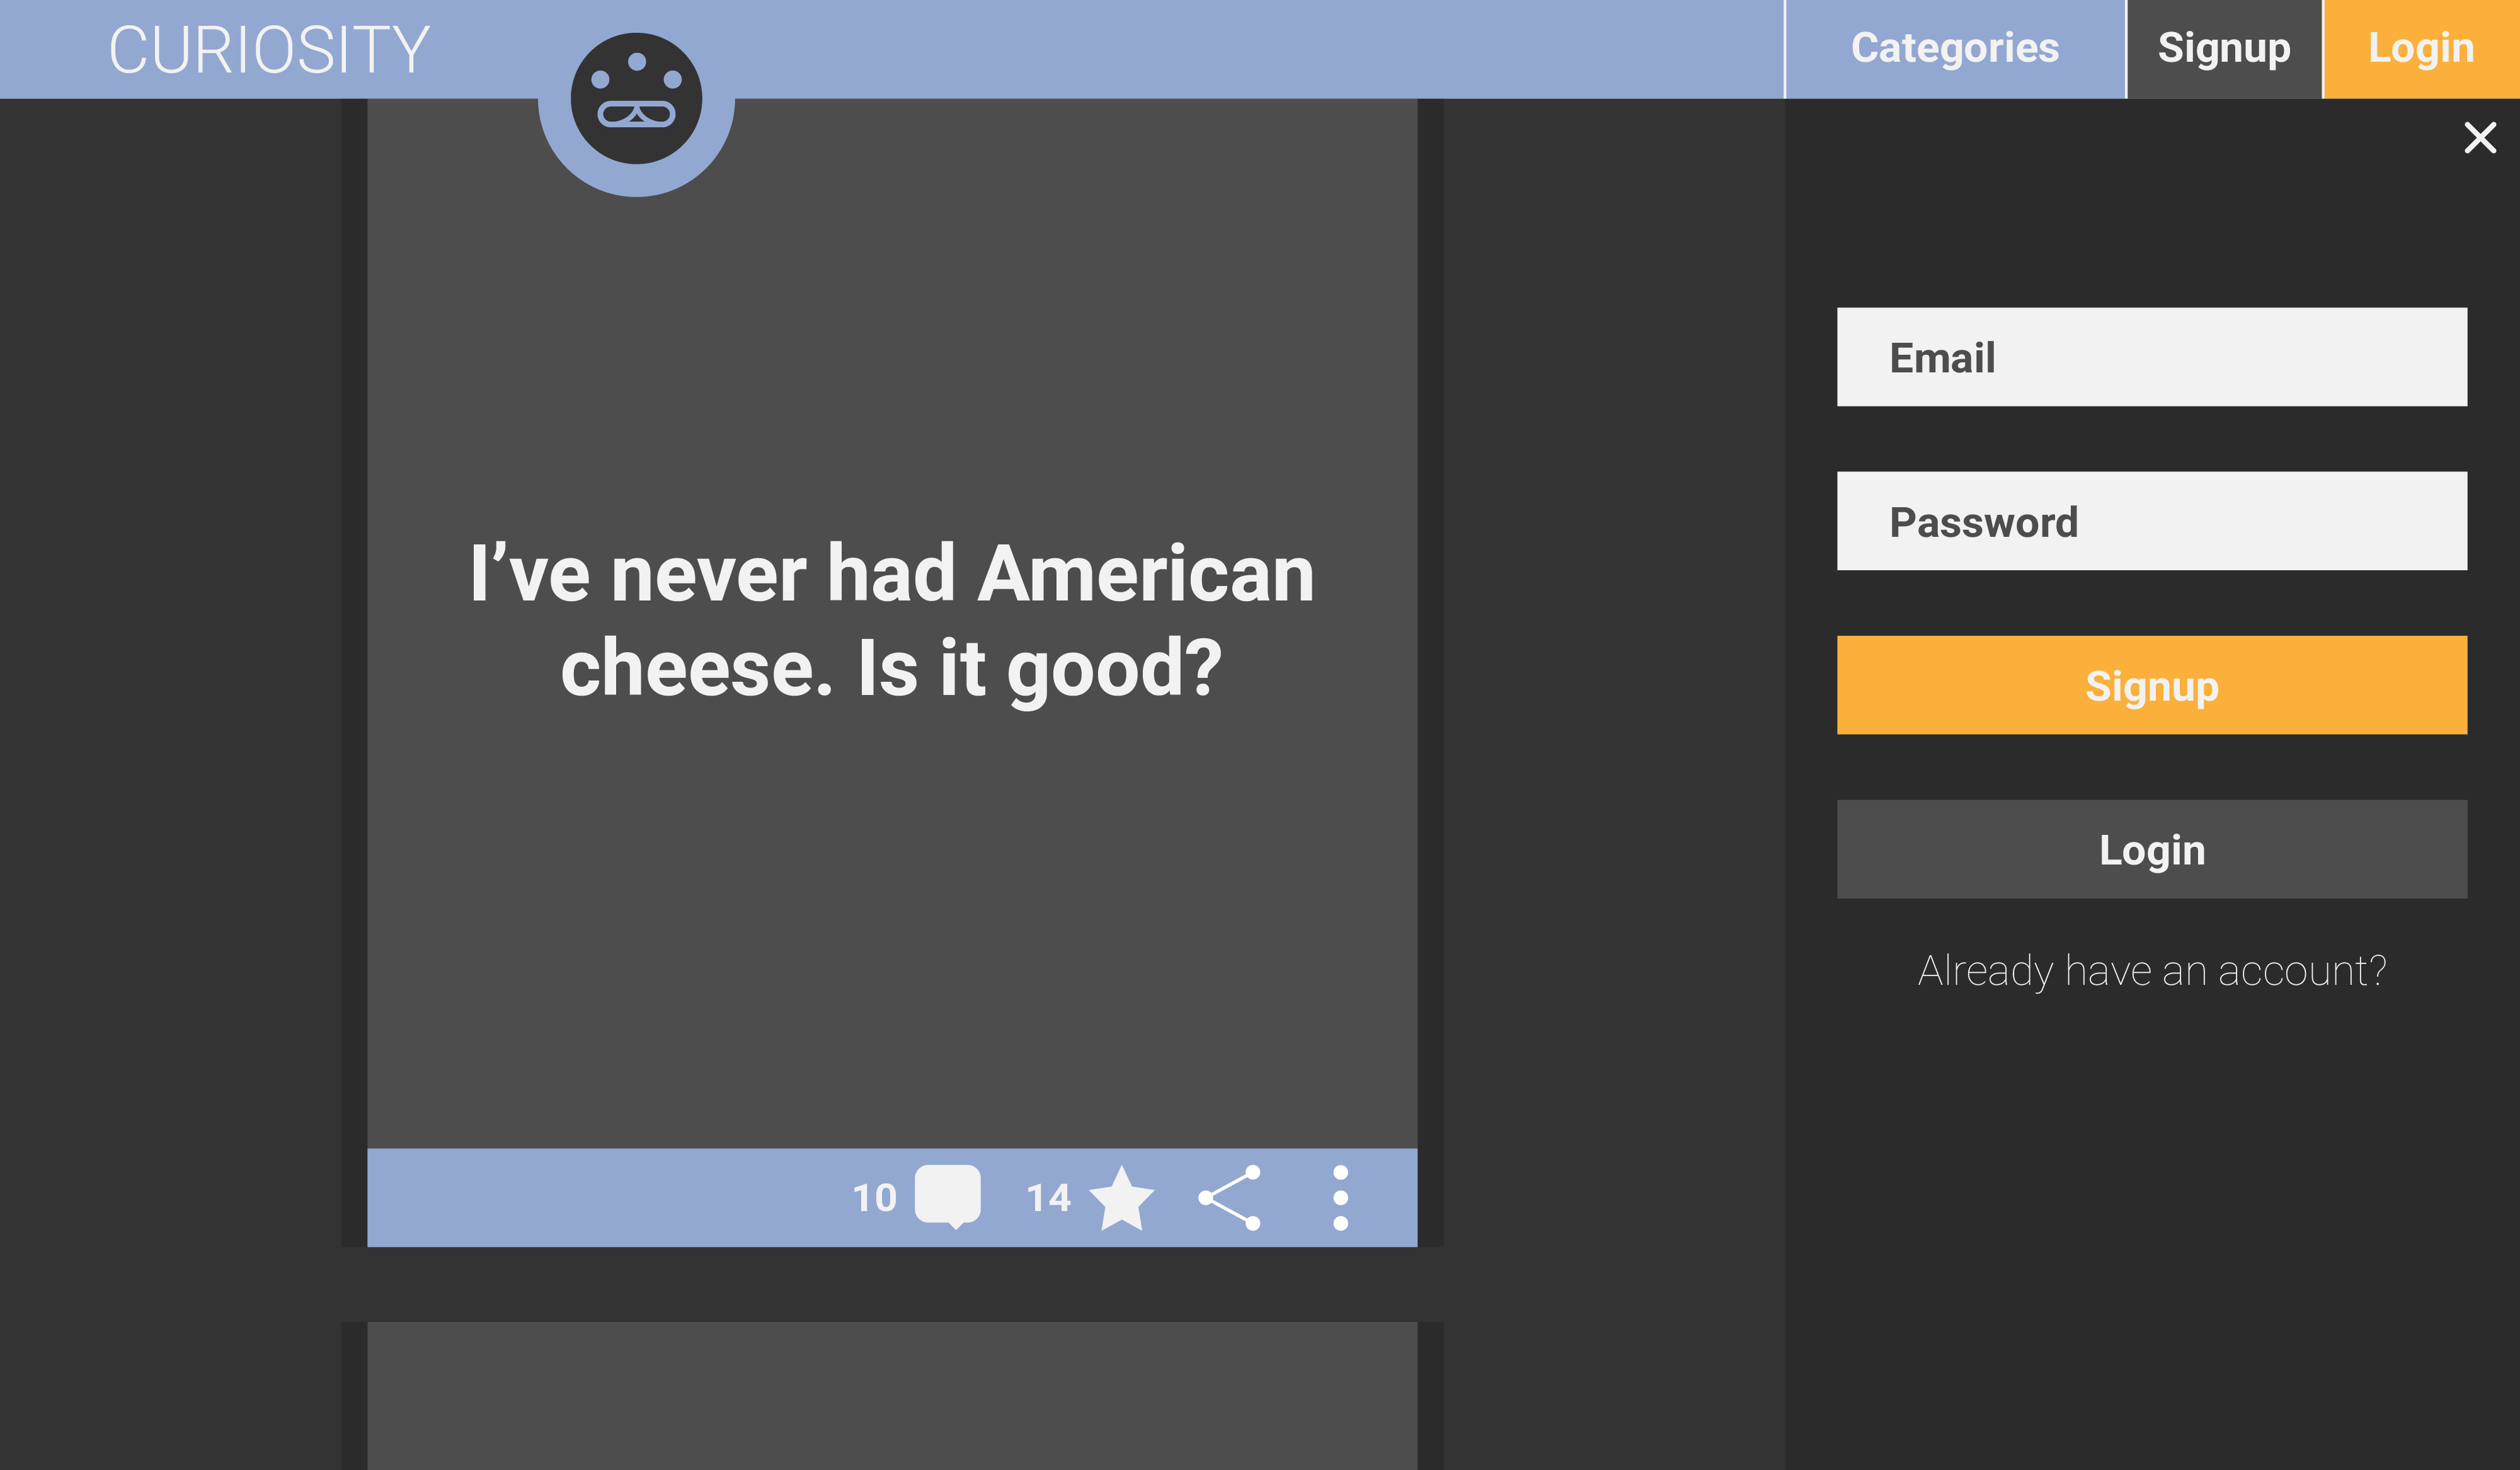 CURIOSITY
Categories
Signup
Login
I’ve never had American
cheese. Is it good?
10
14
Email
Password
Signup
Login
Already have an account?